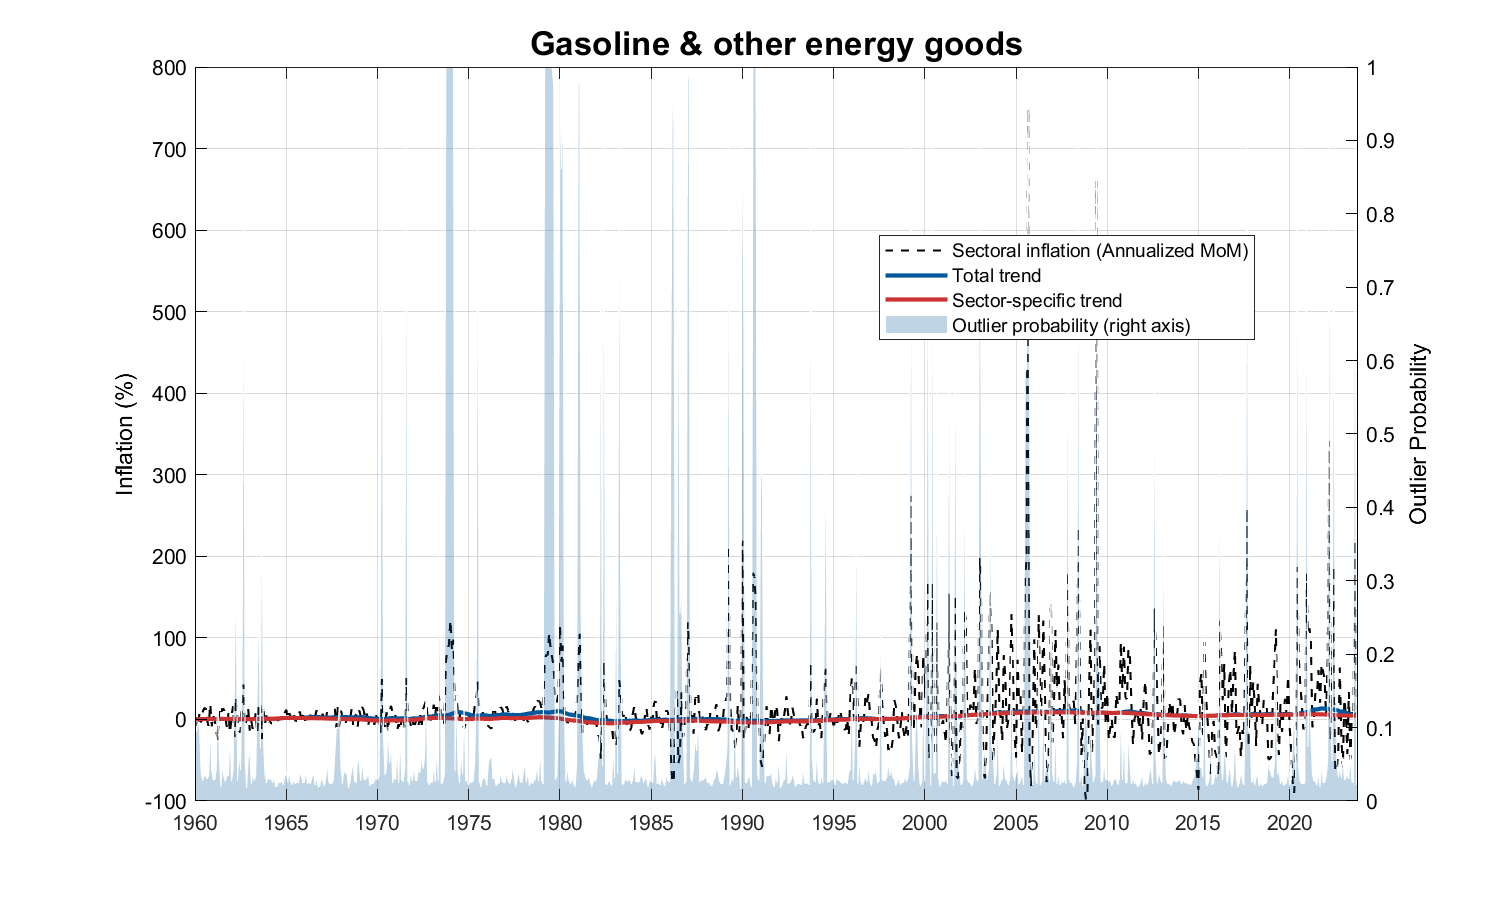 Gasoline & other energy goods
800
700
600
500
400
300
200
100
0
-100
Inflation (%)
1
0.9
0.8
0.7
0.6
0.5
0.4
0.3
0.2
0.1
0
Outlier Probability
Sectoral inflation (Annualized MoM)
Total trend
Sector-specific trend
Outlier probability (right axis)
1960 1965 1970 1975 1980 1985 1990 1995 2000 2005 2010 2015 2020